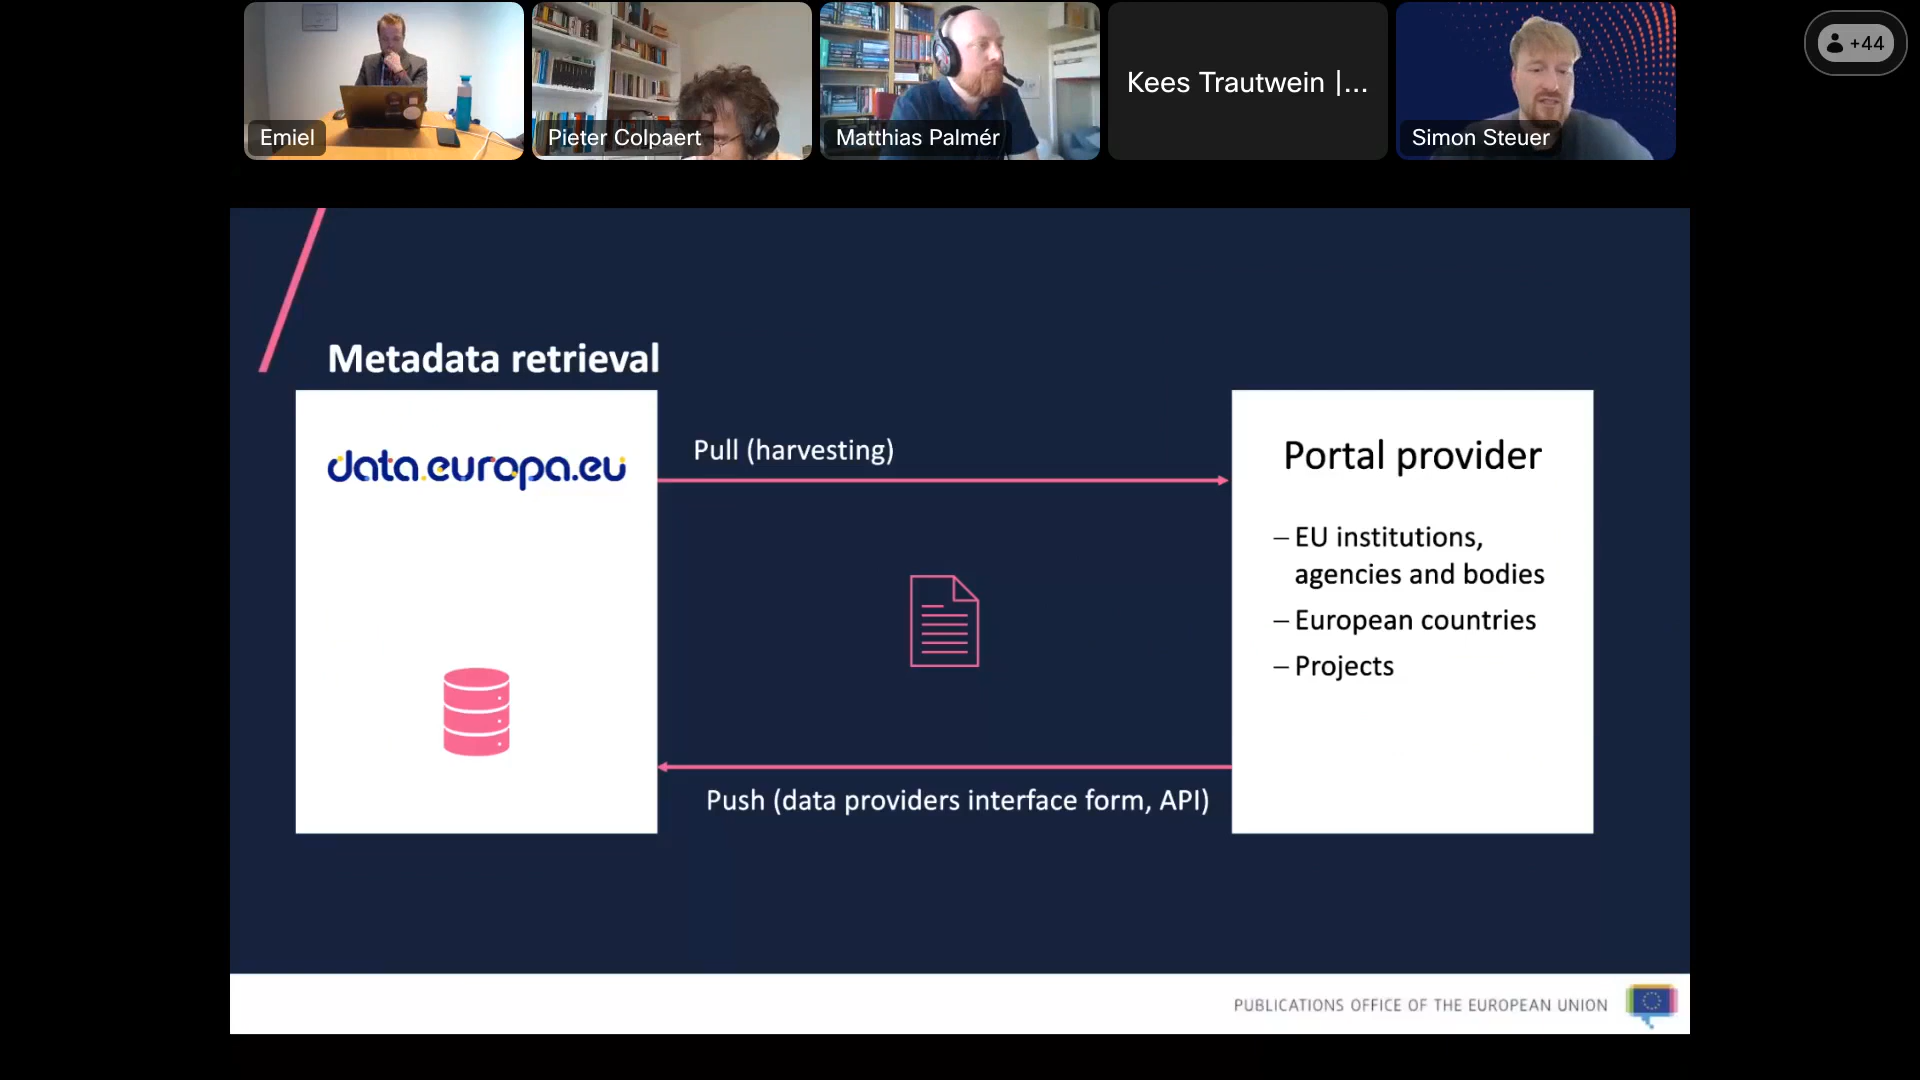 Emiel
Pieter Colpaert
Matthias Palmér
Kees Trautwein |...
Simon Steuer
+44
Metadata retrieval
data.europa.eu
Pull (harvesting)
Portal provider
– EU institutions,
agencies and bodies
– European countries
– Projects
Push (data providers interface form, API)
PUBLICATIONS OFFICE OF THE EUROPEAN UNION